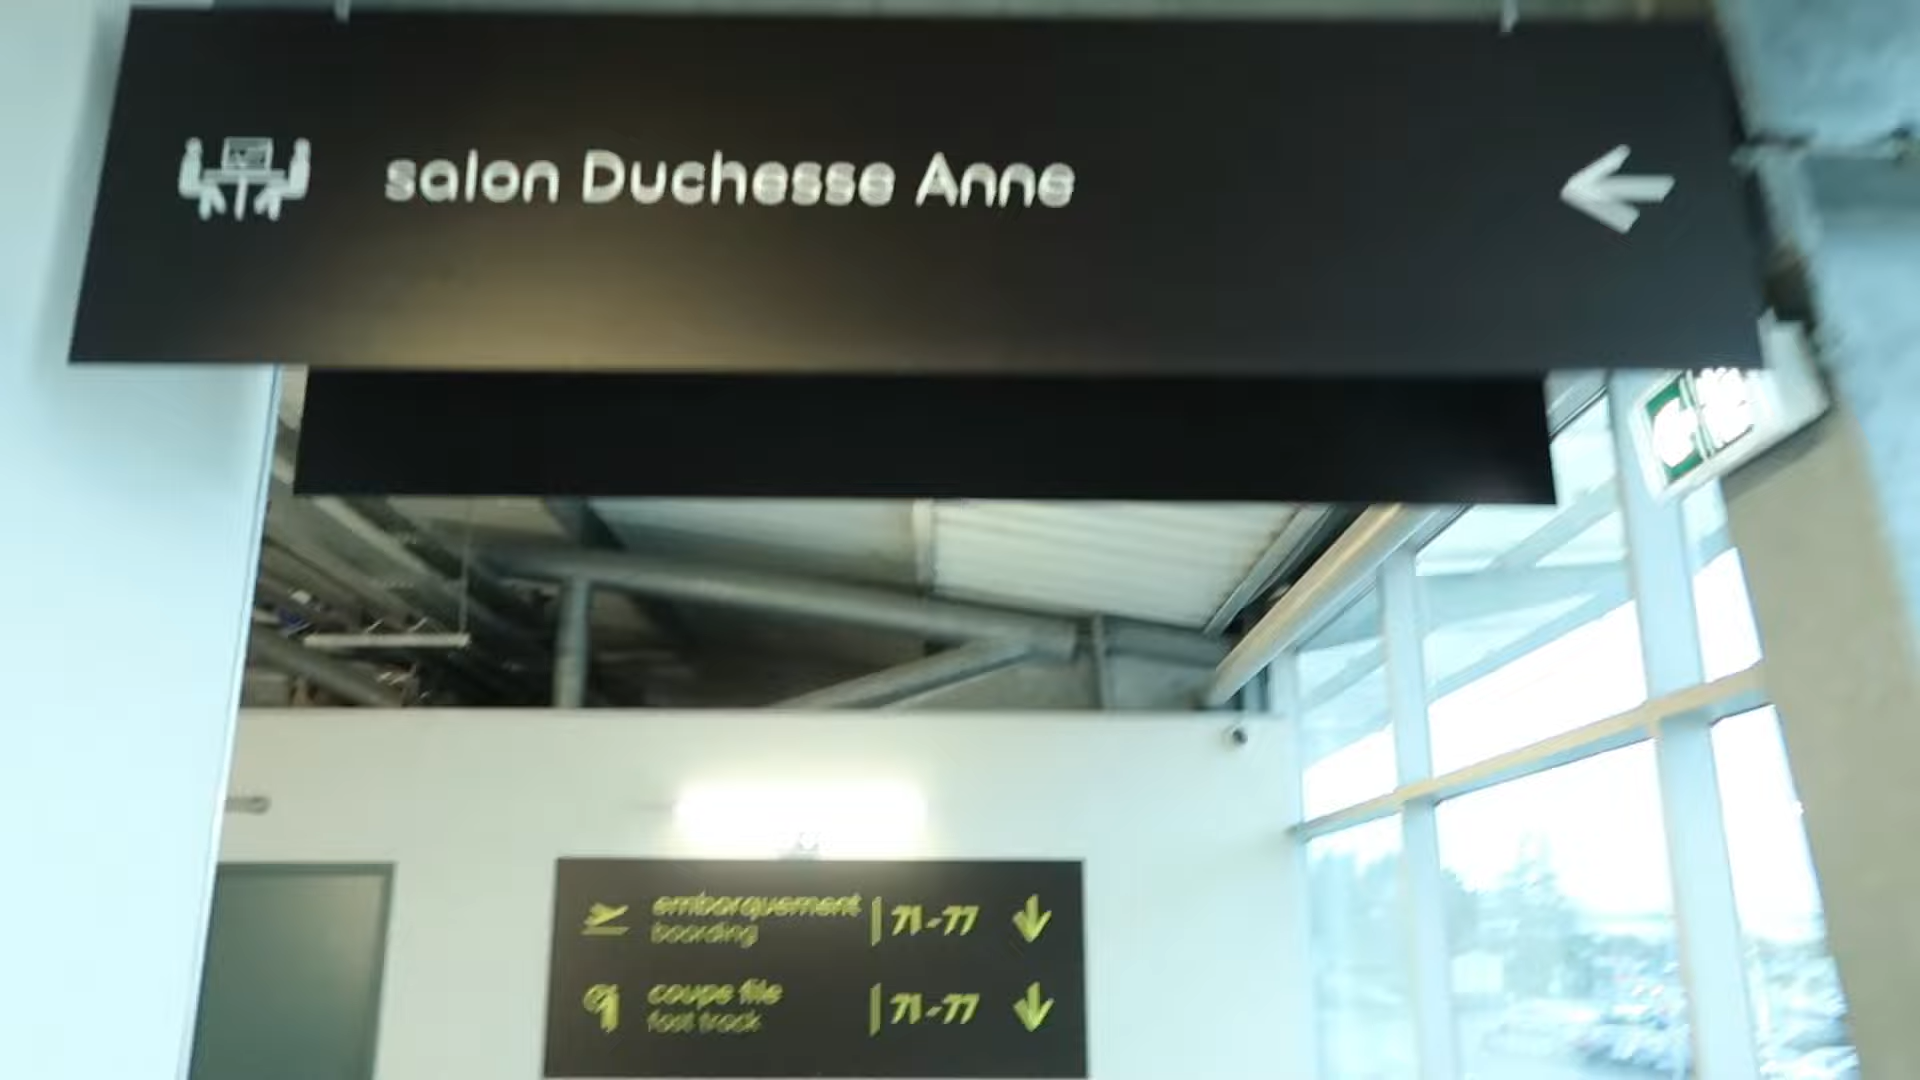 salon Duchesse Anne
embarquement | 71-77
boarding
coupe file | 71-77
fast track